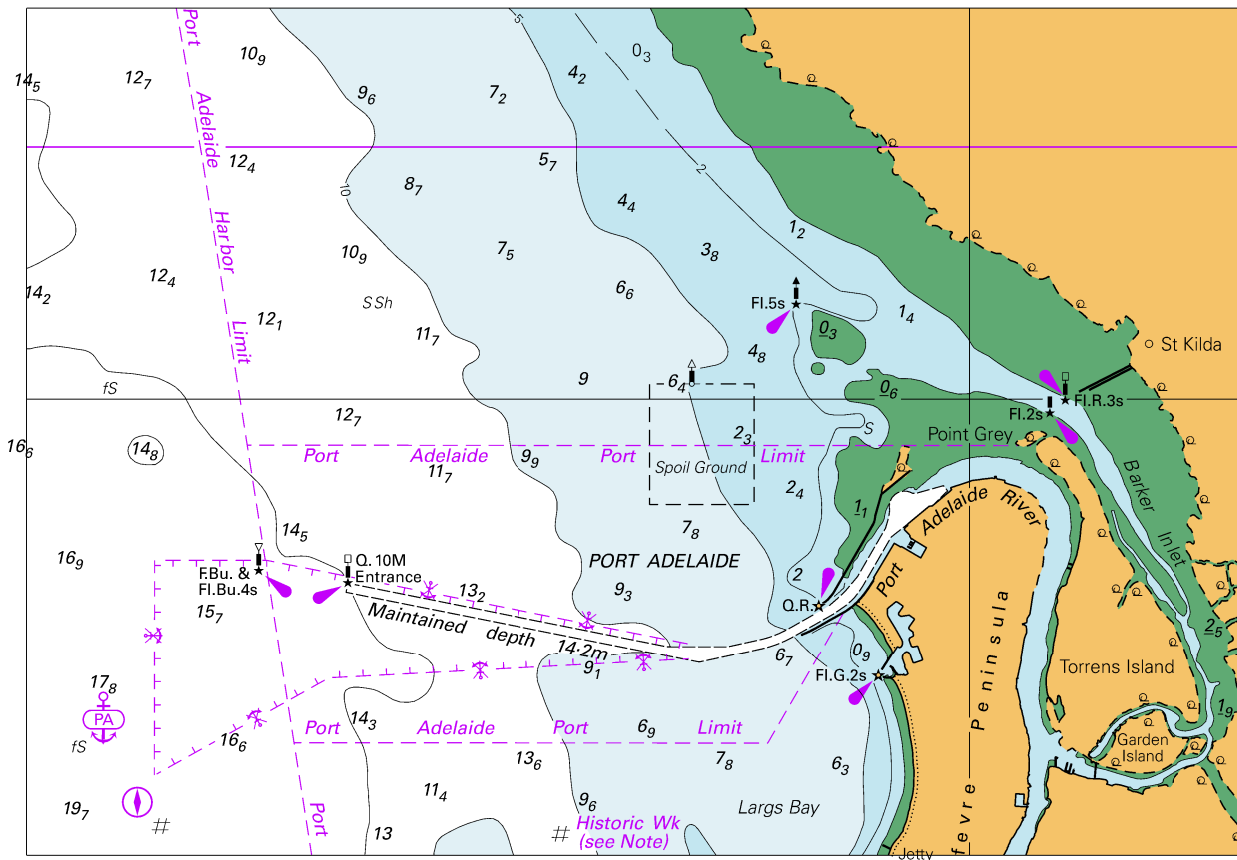 5
Port
10₉
0₃
4₂
14₅
12₇
9₆
7₂
Adelaide
12₄
5₇
2
8₇
10
4₄
Harbor
1₂
10₉
7₅
3₈
12₄
14₂
6₆
S Sh
Fl.5s
1₄
12₁
Limit
11₇
0₃
St Kilda
4₈
fS
9
6₄
0₆
Fl.R.3s
12₇
Fl.2s
2₃
S
Point Grey
16₆
14₈
Port Adelaide Port Limit
9₉
11₇
Spoil Ground
Barker Inlet
2₄
1₁
Port Adelaide River
14₅
7₈
16₉
Q. 10M
Entrance
PORT ADELAIDE
F.Bu. &
Fl.Bu.4s
2
13₂
9₃
15₇
Q.R.
Maintained depth 14·2m
2₅
6₇
0₉
9₁
Torrens Island
Fl.G.2s
17₈
PA
1₉
14₃
fS
16₆
Port Adelaide Port Limit
6₉
Garden
Island
13₆
7₈
6₃
11₄
9₆
19₇
Largs Bay
Port
#
13
#
Historic Wk
(see Note)
Jetty
fevre Peninsula